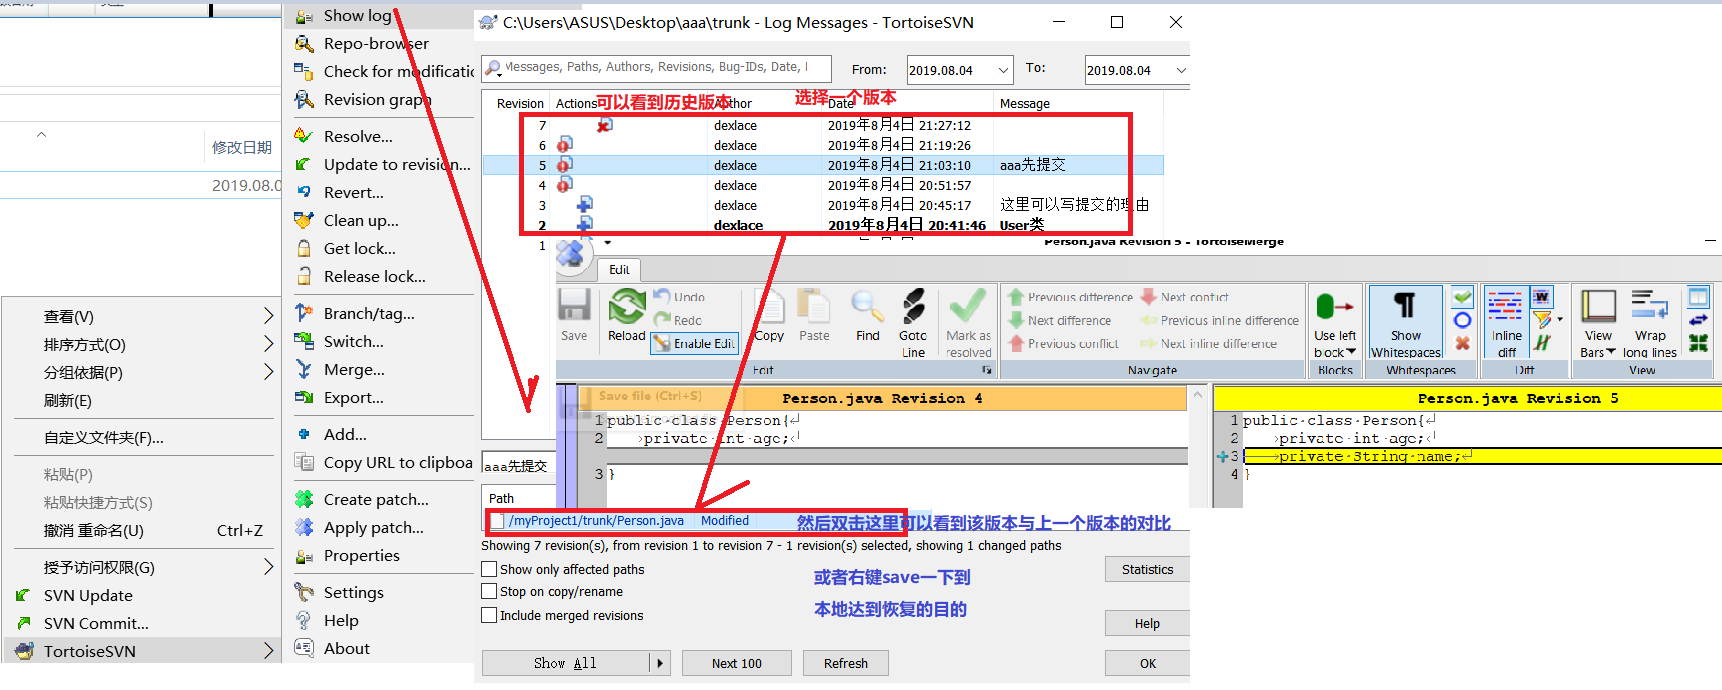 修改日期
2019.08.0
查看(V)
排序方式(O)
分组依据(P)
刷新(E)
自定义文件夹(F)...
粘贴(P)
粘贴快捷方式(S)
撤消 重命名(U) Ctrl+Z
授予访问权限(G)
SVN Update
SVN Commit...
TortoiseSVN
Show log
Repo-browser
Check for modificatio
Revision graph
Resolve...
Update to revision...
Revert...
Clean up...
Get lock...
Release lock...
Branch/tag...
Switch...
Merge...
Export...
Add...
Copy URL to clipboa
Create patch...
Apply patch...
Properties
Settings
Help
About
C:\Users\ASUS\Desktop\aaa\trunk - Log Messages - TortoiseSVN
Messages, Paths, Authors, Revisions, Bug-IDs, Date,
From: 2019.08.04 To: 2019.08.04
可以看到历史版本 选择一个版本
Revision Actions Author Date Message
7 dexlace 2019年8月4日 21:27:12
6 dexlace 2019年8月4日 21:19:26
5 dexlace 2019年8月4日 21:03:10 aaa先提交
4 dexlace 2019年8月4日 20:51:57
3 dexlace 2019年8月4日 20:45:17 这里可以写提交的理由
2 dexlace 2019年8月4日 20:41:46 User类
1
Person.java Revision 5 - TortoiseMerge
Edit
Save
Reload
Undo
Redo
Enable Edit
Copy
Paste
Find
Goto
Line
Mark as
resolved
Edit
Previous difference
Next difference
Previous conflict
Next conflict
Previous inline difference
Next inline difference
Navigate
Use left
block
Blocks
Show
Whitespaces
Whitespaces
Inline
diff
Diff
View
Bars
Wrap
long lines
View
Save file (Ctrl+S)
Person.java Revision 4
1 public class Person{
2 private int age;
3 }
Person.java Revision 5
1 public class Person{
2 private int age;
3 private String name;
4 }
aaa先提交
Path
/myProject1/trunk/Person.java Modified
然后双击这里可以看到该版本与上一个版本的对比
Showing 7 revision(s), from revision 1 to revision 7 - 1 revision(s) selected, showing 1 changed paths
Show only affected paths
Stop on copy/rename
Include merged revisions
或者右键save一下到
本地达到恢复的目的
Statistics
Help
Show All
Next 100
Refresh
OK